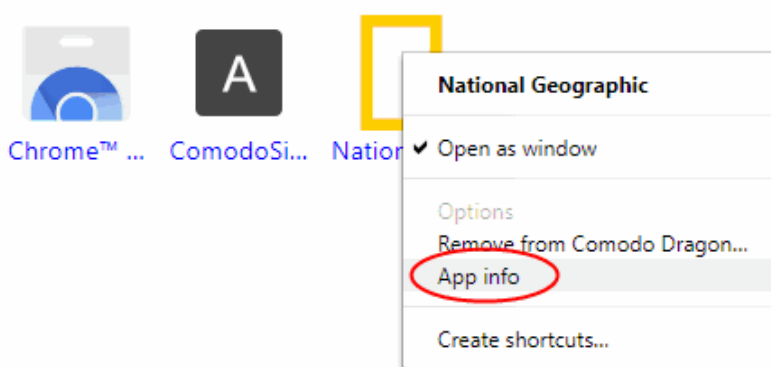 A
Chrome™ ...
ComodoSi...
Nation
National Geographic
✔ Open as window
Options
Remove from Comodo Dragon...
App info
Create shortcuts...